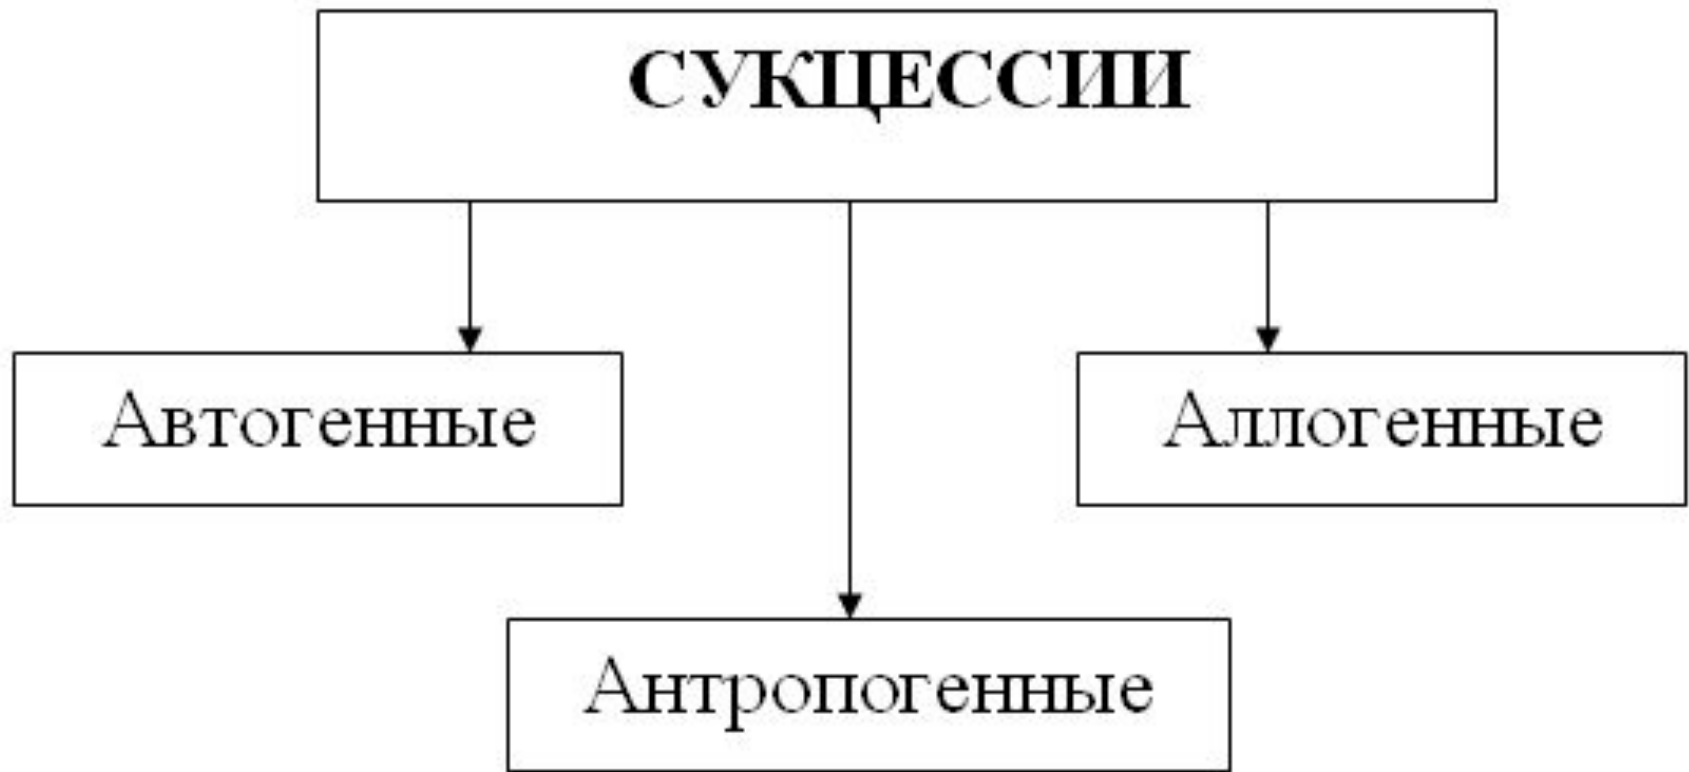 СУКЦЕССИИ
Автогенные
Аллогенные
Антропогенные